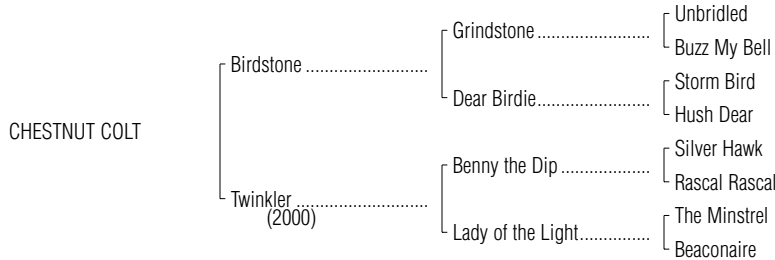 Unbridled
Grindstone ........................
Buzz My Bell
Birdstone ..........................
Storm Bird
Dear Birdie ........................
Hush Dear
CHESTNUT COLT
Silver Hawk
Benny the Dip ...................
Rascal Rascal
Twinkler ............................
(2000)
The Minstrel
Lady of the Light ...............
Beaconaire